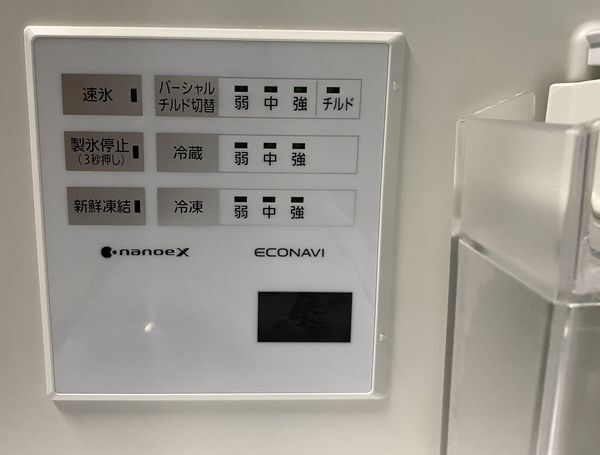 速氷
パーシャル
チルド切替
弱 中 強 チルド
製氷停止
(3秒押し)
冷蔵
弱 中 強
新鮮凍結
冷凍
弱 中 強
nanoeX
ECONAVI